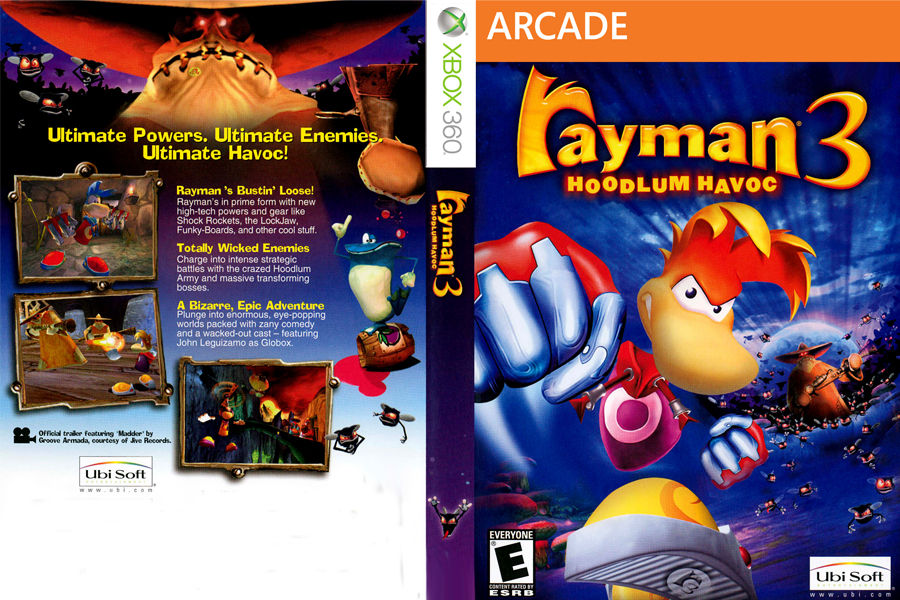 Ultimate Powers. Ultimate Enemies.
Ultimate Havoc!
Rayman's Bustin' Loose!
Rayman's in prime form with new
high-tech powers and gear like
Shock Rockets, the LockJaw,
Funky-Boards, and other cool stuff.
Totally Wicked Enemies
Charge into intense strategic
battles with the crazed Hoodlum
Army and massive transforming
bosses.
A Bizarre, Epic Adventure
Plunge into enormous, eye-popping
worlds packed with zany comedy
and a wacked-out cast – featuring
John Leguizamo as Globox.
Official trailer featuring 'Madder' by
Groove Armada, courtesy of Jive Records.
Ubi Soft
ENTERTAINMENT
www.ubi.com
XBOX 360
rayman 3
HOODLUM HAVOC
ARCADE
rayman 3
HOODLUM HAVOC
EVERYONE
E
CONTENT RATED BY
ESRB
Ubi Soft
ENTERTAINMENT
www.ubi.com